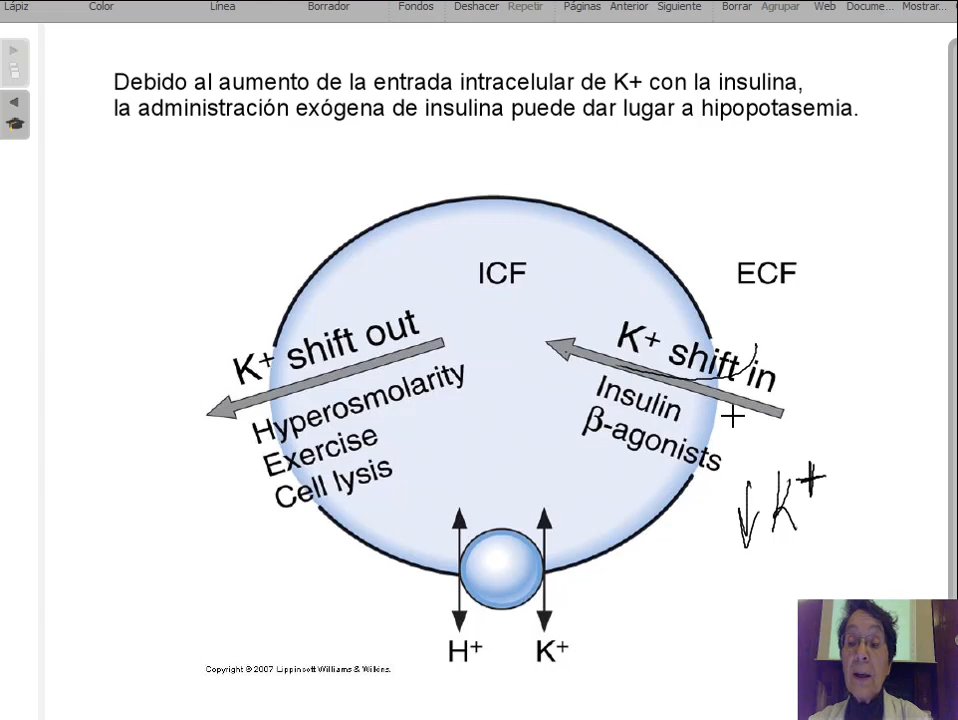 Lápiz Color Línea Borrador Fondos Deshacer Repetir Páginas Anterior Siguiente Borrar Agrupar Web Docume... Mostrar...
Debido al aumento de la entrada intracelular de K+ con la insulina,
la administración exógena de insulina puede dar lugar a hipopotasemia.
ICF
ECF
K+ shift out
Hyperosmolarity
Exercise
Cell lysis
K+ shift in
Insulin
β-agonists
↓ K+
H+ K+
Copyright © 2007 Lippincott Williams & Wilkins.